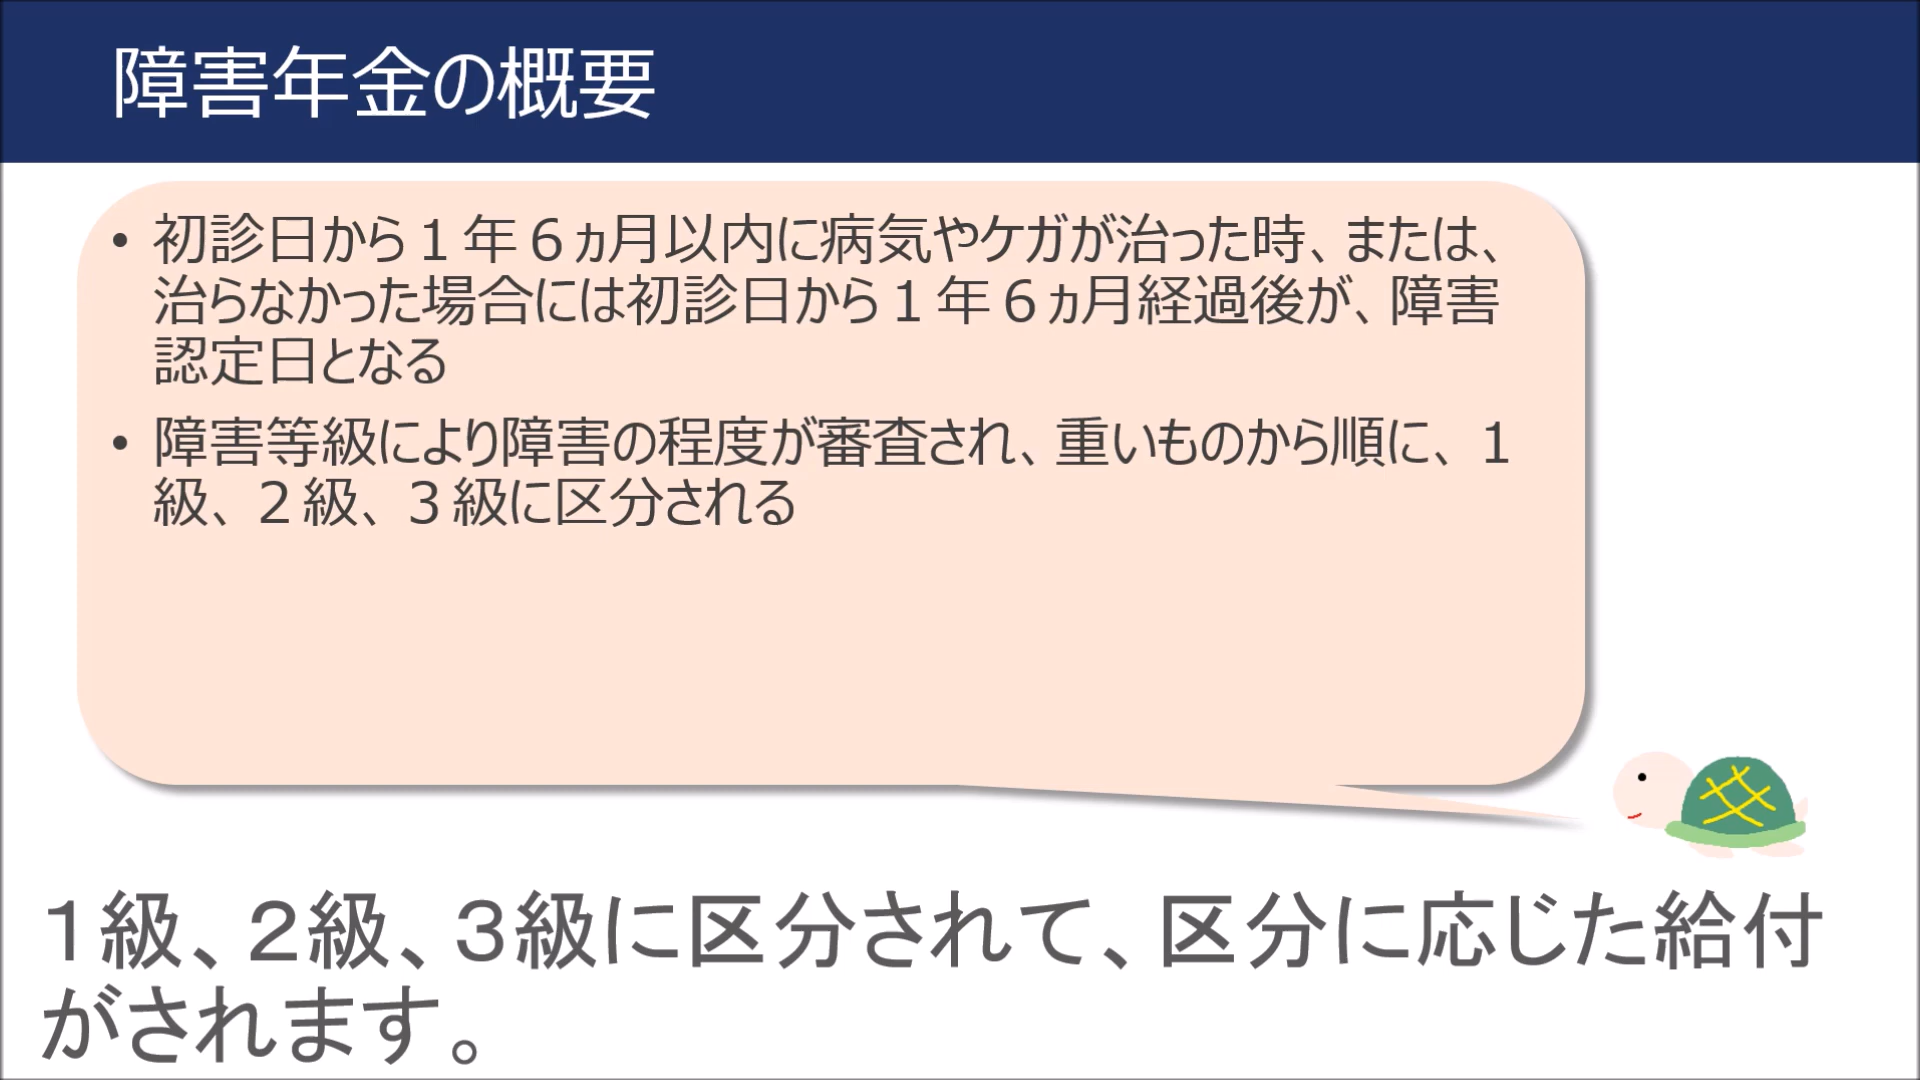 障害年金の概要
• 初診日から１年６ヵ月以内に病気やケガが治った時、または、
治らなかった場合には初診日から１年６ヵ月経過後が、障害
認定日となる
• 障害等級により障害の程度が審査され、重いものから順に、１
級、２級、３級に区分される
１級、２級、３級に区分されて、区分に応じた給付
がされます。